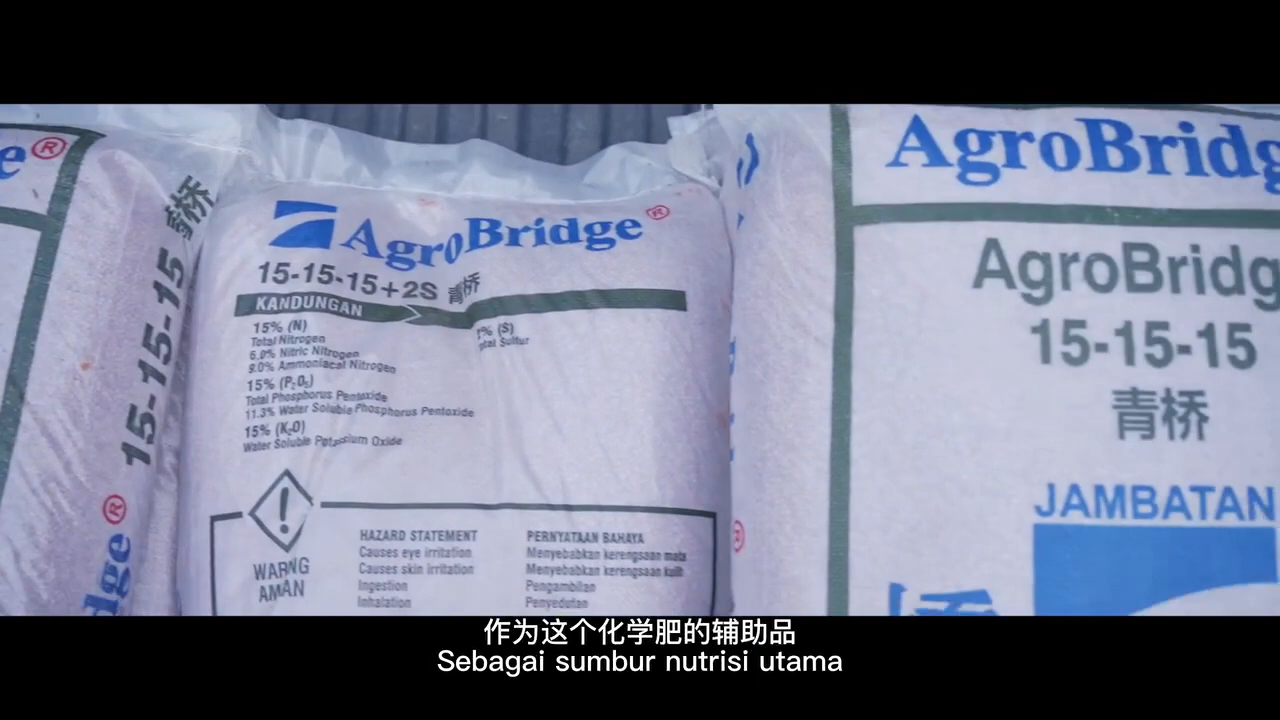 e®
15-15-15 青桥
dge®
AgroBridge®
15-15-15+2S 青桥
KANDUNGAN
15% (N)
Total Nitrogen
6.0% Nitric Nitrogen
9.0% Ammoniacal Nitrogen
15% (P₂O₅)
Total Phosphorus Pentoxide
11.3% Water Soluble Phosphorus Pentoxide
15% (K₂O)
Water Soluble Potassium Oxide
% (S)
Sulfur
HAZARD STATEMENT
Causes eye irritation
Causes skin irritation
Ingestion
Inhalation
PERNYATAAN BAHAYA
Menyebabkan kerengsaan mata
Menyebabkan kerengsaan kulit
Pengambilan
Penyedutan
AgroBridg
AgroBridg
15-15-15
青桥
JAMBATAN
作为这个化学肥的辅助品
Sebagai sumbur nutrisi utama